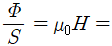 Φ/S = μ₀H =